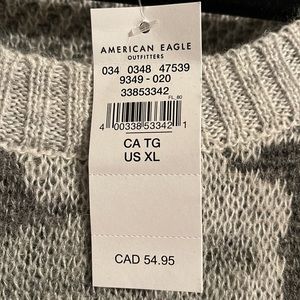 AMERICAN EAGLE
OUTFITTERS
034 0348 47539
9349 - 020
33853342
FL_80
4 00338 53342 1
CA TG
US XL
CAD 54.95